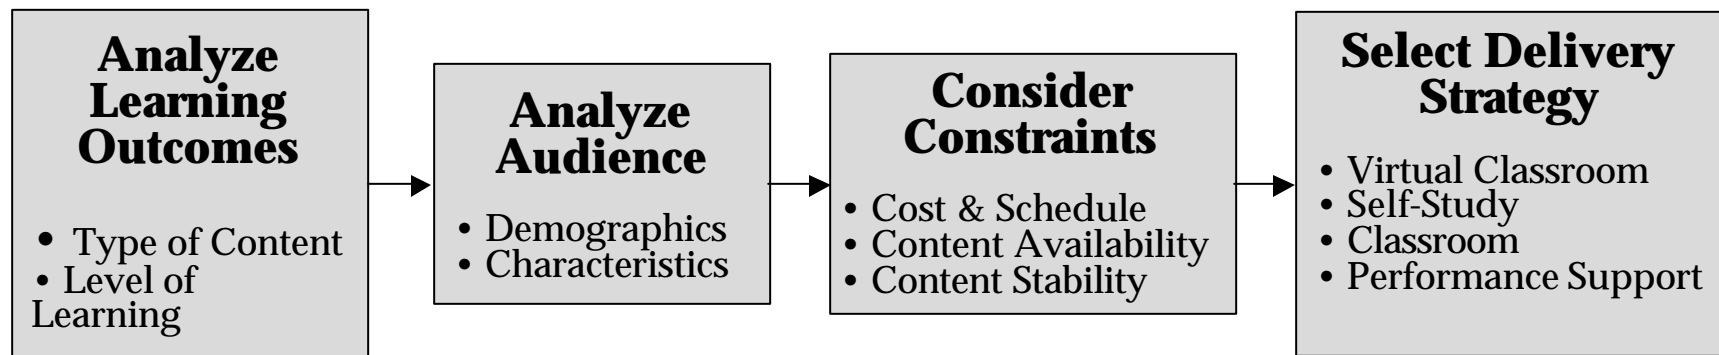 Analyze
Learning
Outcomes
• Type of Content
• Level of
Learning
Analyze
Audience
• Demographics
• Characteristics
Consider
Constraints
• Cost & Schedule
• Content Availability
• Content Stability
Select Delivery
Strategy
• Virtual Classroom
• Self-Study
• Classroom
• Performance Support